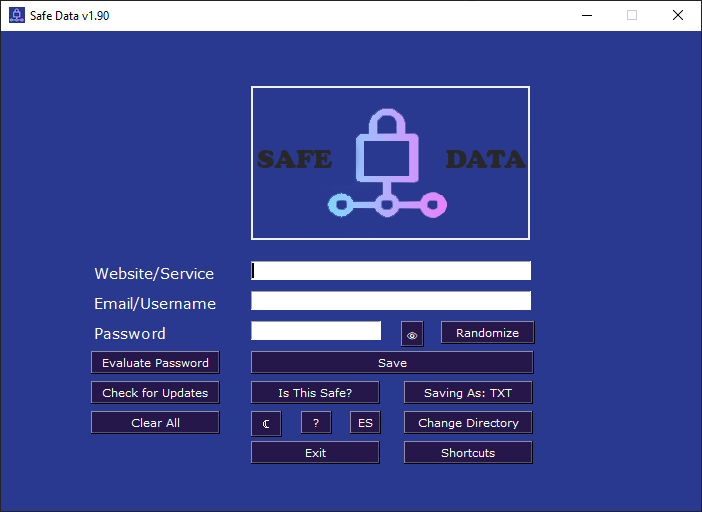 Safe Data v1.90
SAFE DATA
Website/Service
Email/Username
Password
Randomize
Evaluate Password
Save
Check for Updates
Is This Safe?
Saving As: TXT
Clear All
☾
?
ES
Change Directory
Exit
Shortcuts